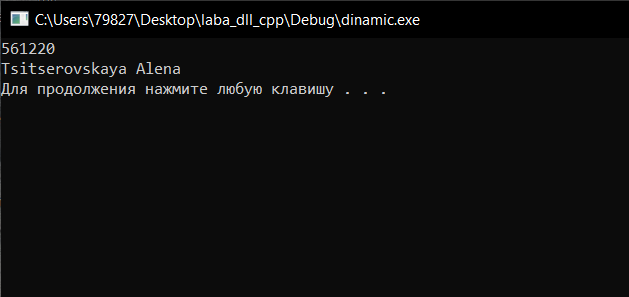 C:\Users\79827\Desktop\laba_dll_cpp\Debug\dinamic.exe
561220
Tsitserovskaya Alena
Для продолжения нажмите любую клавишу . . .